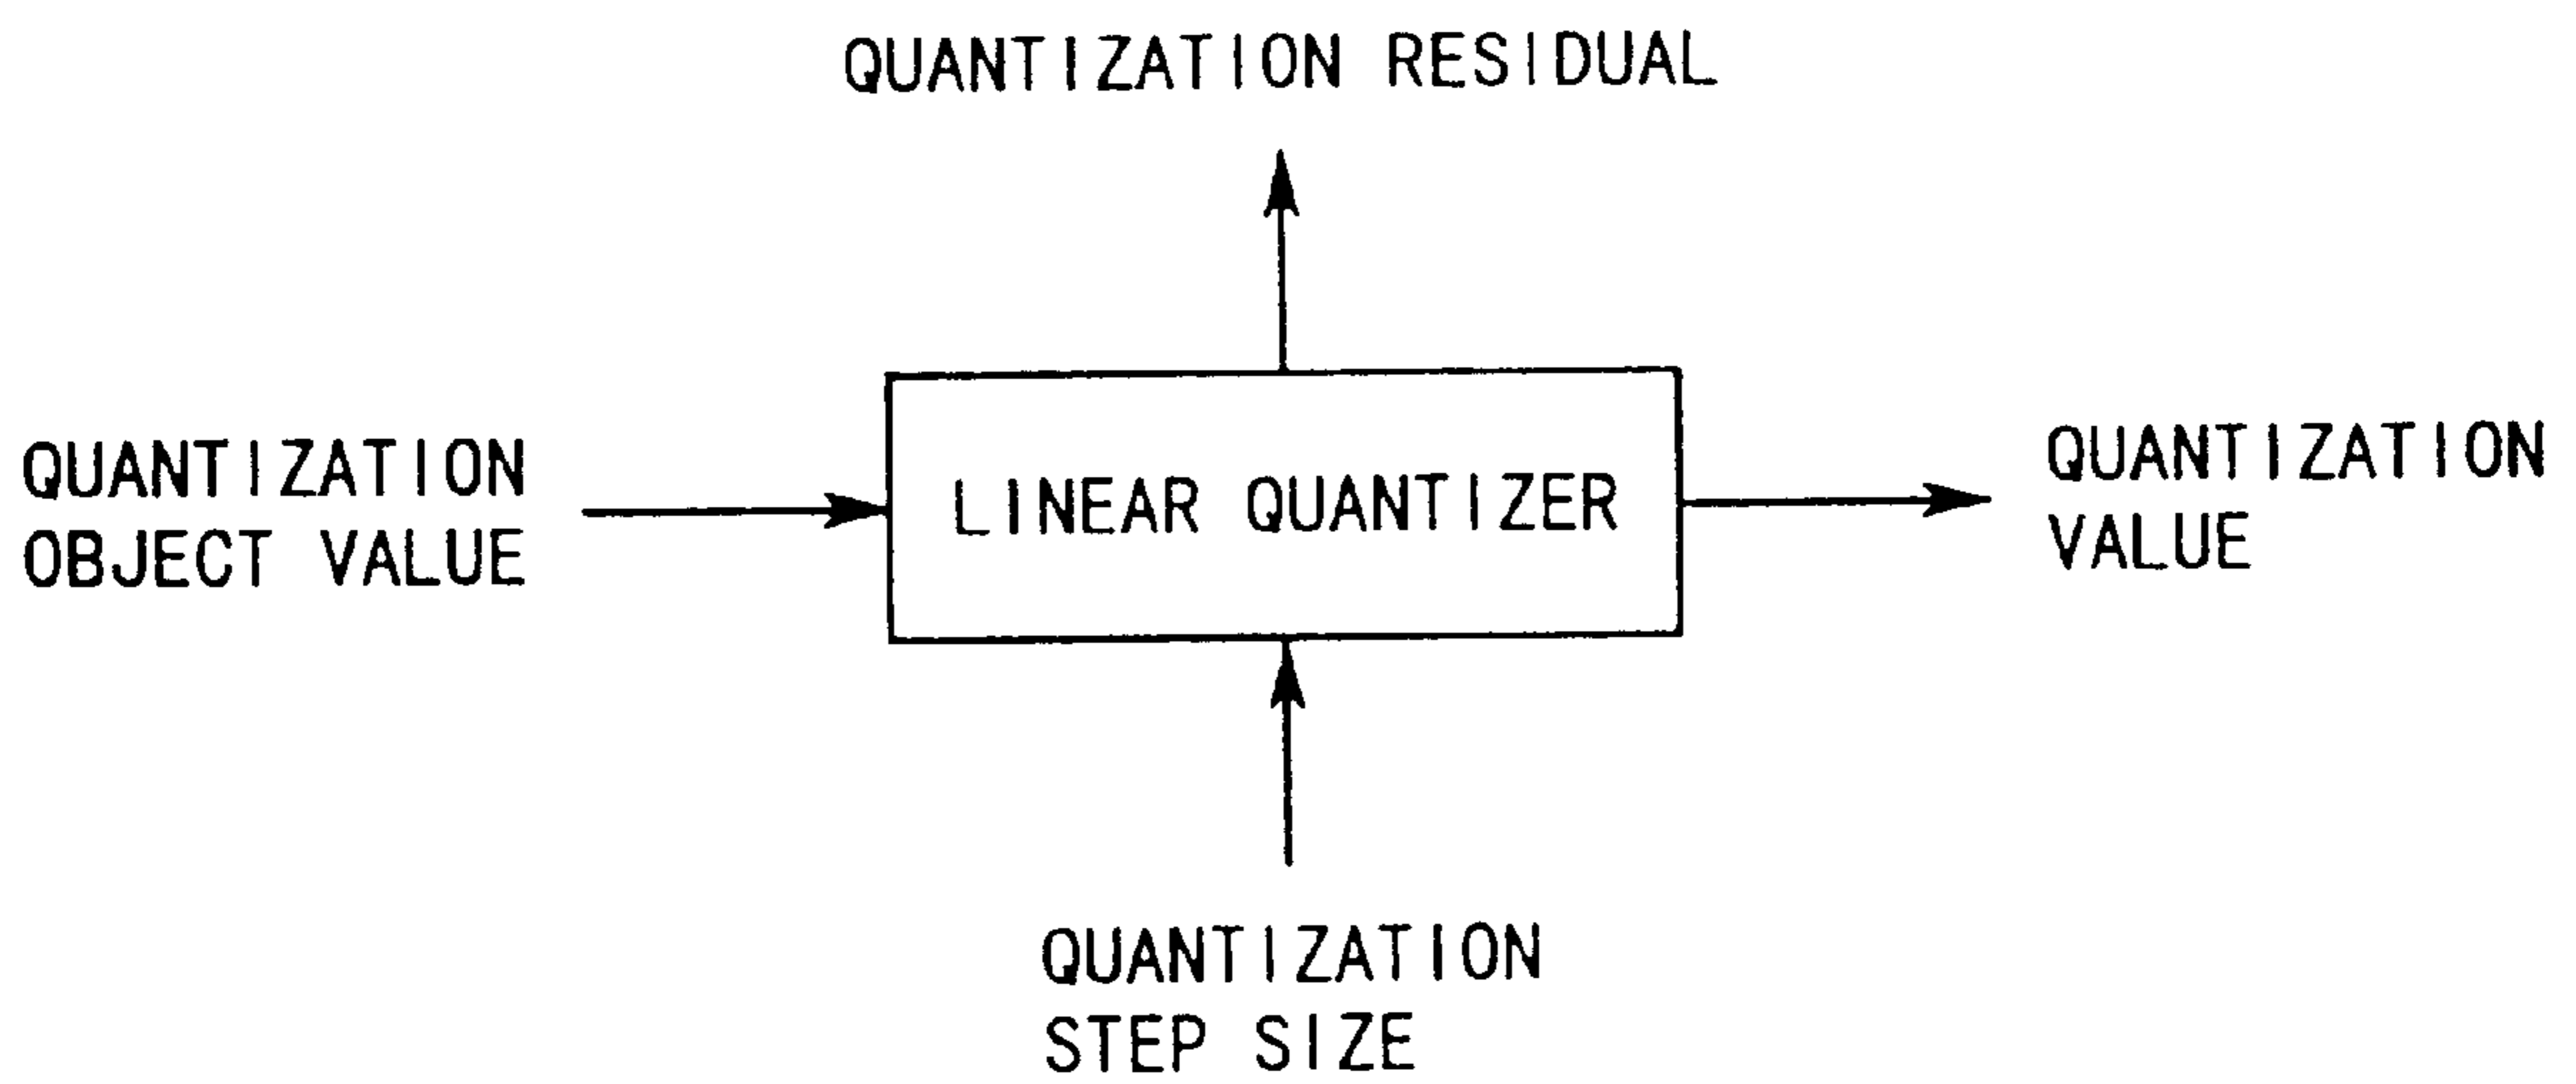 QUANTIZATION RESIDUAL
QUANTIZATION
OBJECT VALUE
LINEAR QUANTIZER
QUANTIZATION
VALUE
QUANTIZATION
STEP SIZE